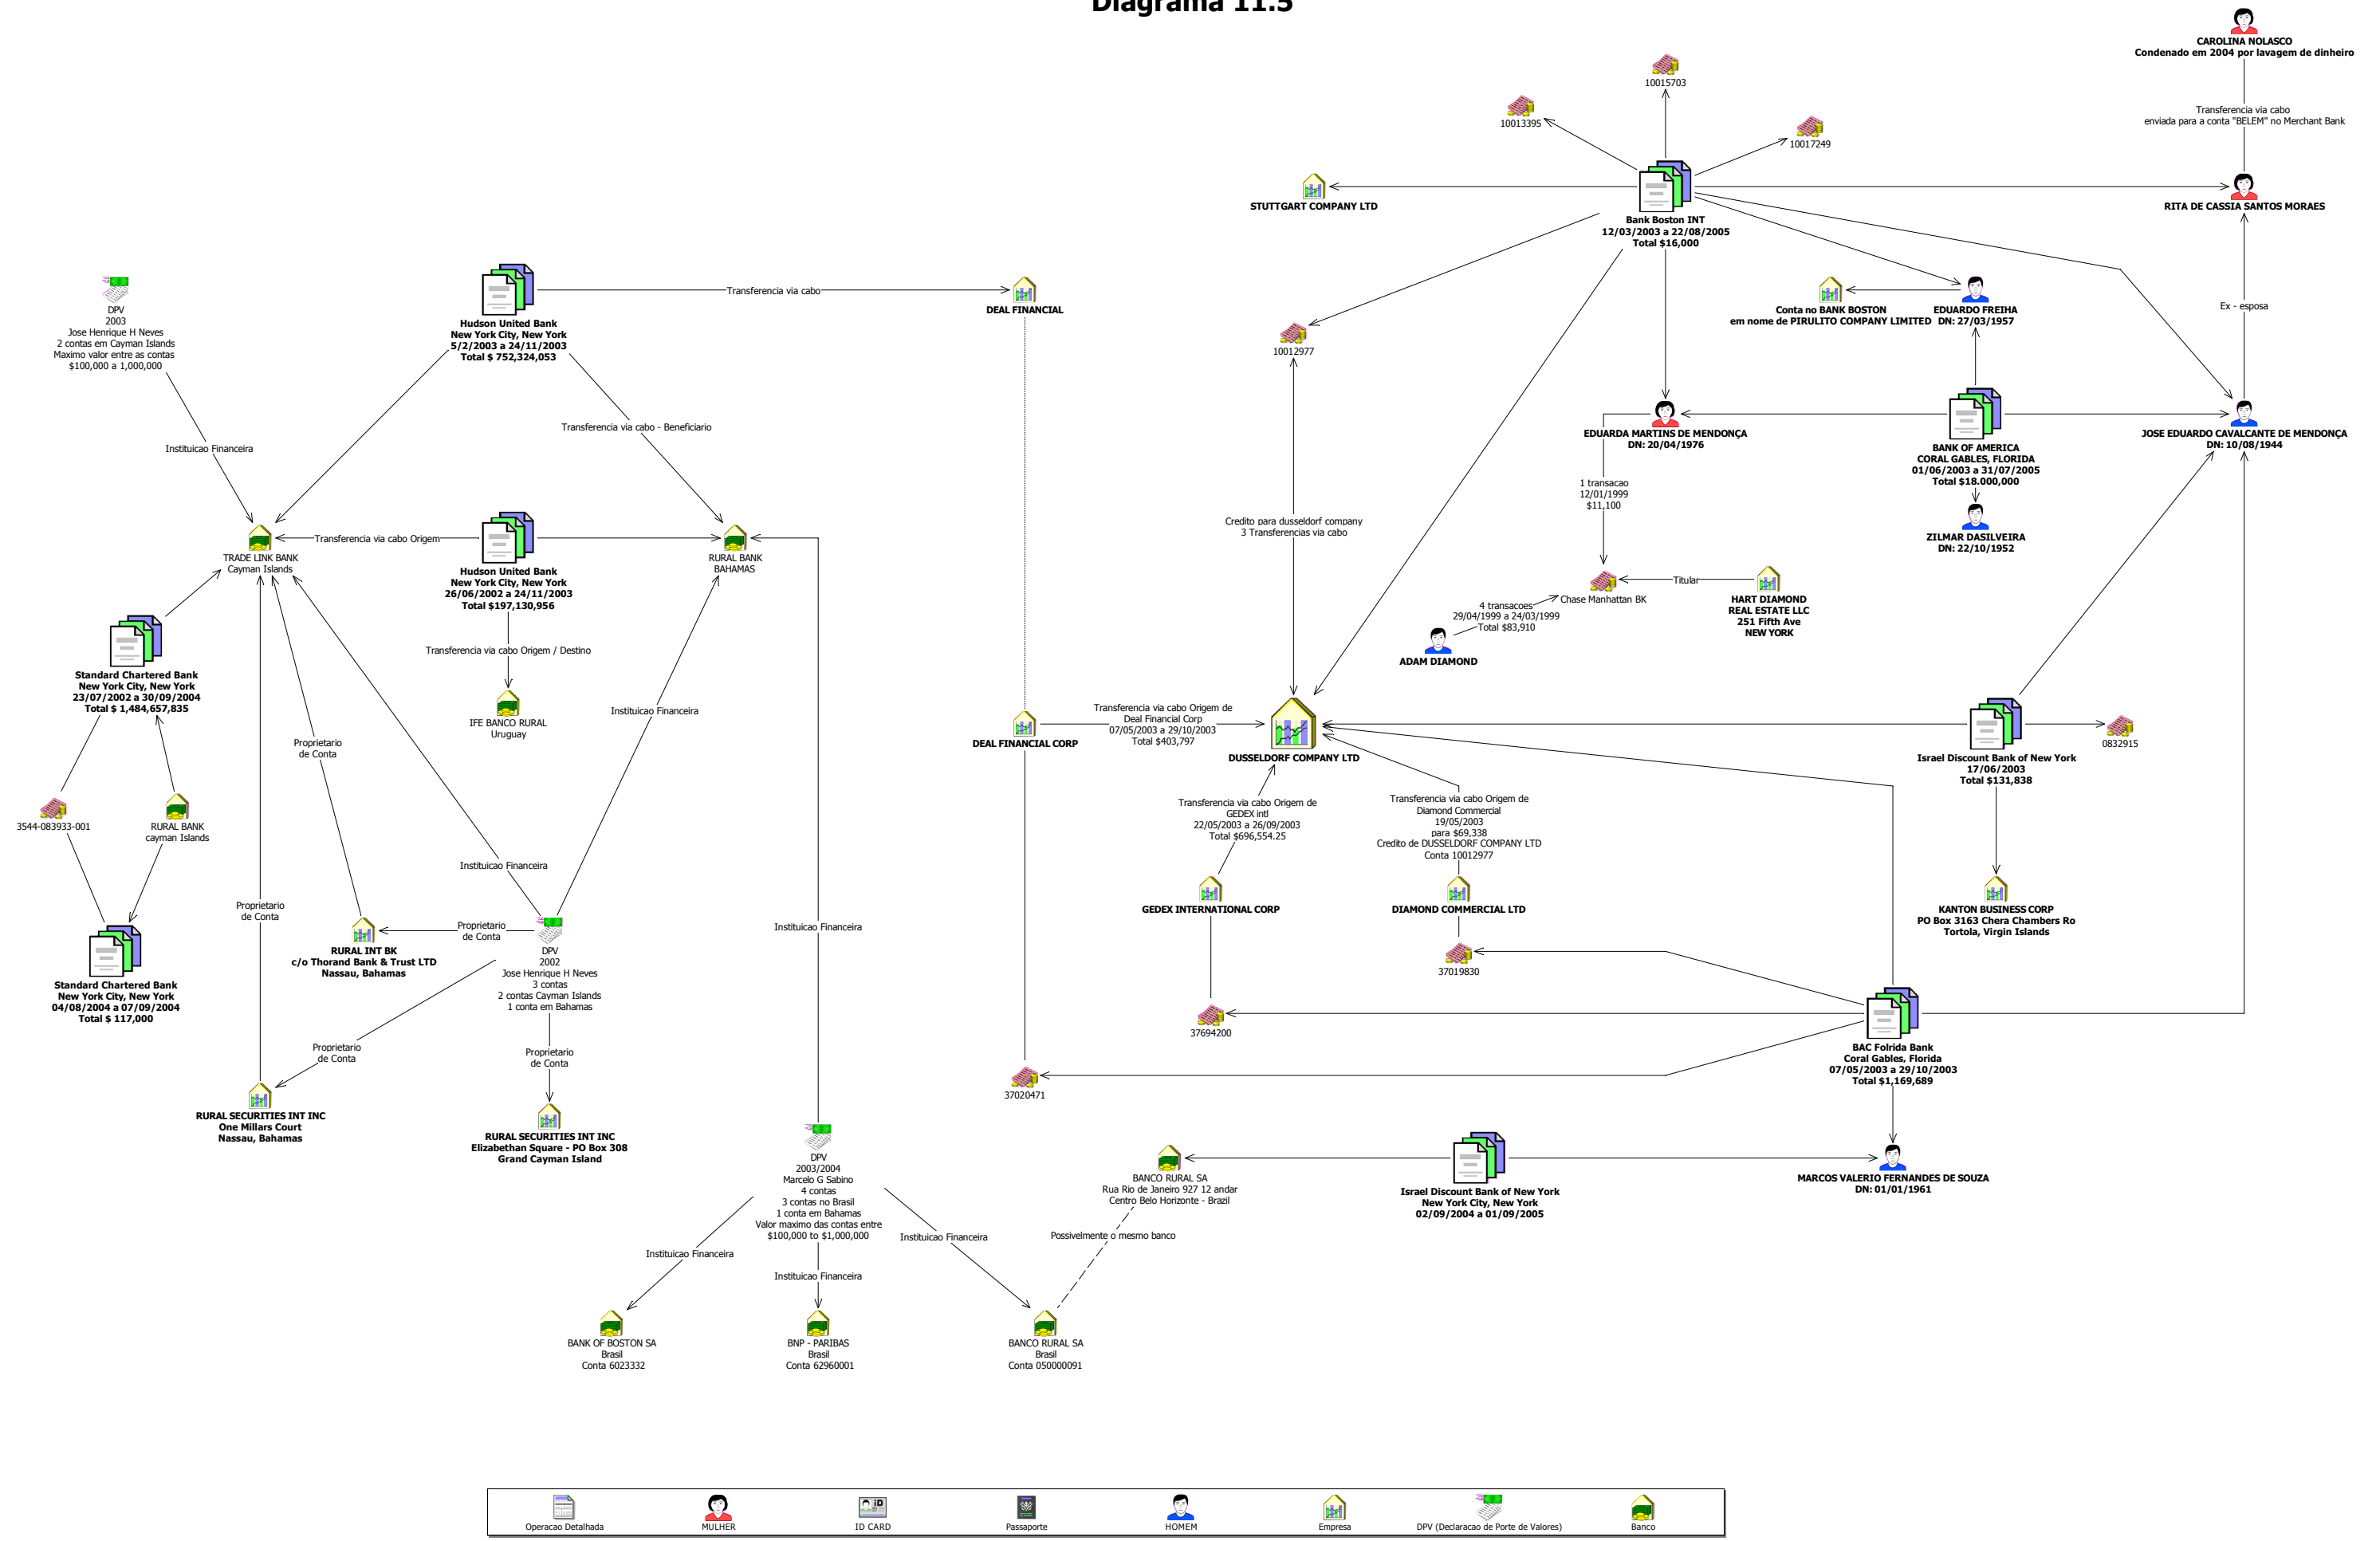 Diagrama 11.5
CAROLINA NOLASCO
Condenado em 2004 por lavagem de dinheiro
Transferencia via cabo
enviada para a conta "BELEM" no Merchant Bank
10015703
10013395
10017249
STUTTGART COMPANY LTD
Bank Boston INT
12/03/2003 a 22/08/2005
Total $16,000
RITA DE CASSIA SANTOS MORAES
DPV
2003
Jose Henrique H Neves
2 contas em Cayman Islands
Maximo valor entre as contas
$100,000 a 1,000,000
Hudson United Bank
New York City, New York
5/2/2003 a 24/11/2003
Total $ 752,324,053
Transferencia via cabo
DEAL FINANCIAL
Conta no BANK BOSTON
em nome de PIRULITO COMPANY LIMITED
EDUARDO FREIHA
DN: 27/03/1957
Ex - esposa
10012977
Instituicao Financeira
Transferencia via cabo - Beneficiario
EDUARDA MARTINS DE MENDONÇA
DN: 20/04/1976
BANK OF AMERICA
CORAL GABLES, FLORIDA
01/06/2003 a 31/07/2005
Total $18.000,000
JOSE EDUARDO CAVALCANTE DE MENDONÇA
DN: 10/08/1944
1 transacao
12/01/1999
$11,100
Credito para dusseldorf company
3 Transferencias via cabo
ZILMAR DASILVEIRA
DN: 22/10/1952
TRADE LINK BANK
Cayman Islands
Transferencia via cabo Origem
Hudson United Bank
New York City, New York
26/06/2002 a 24/11/2003
Total $197,130,956
RURAL BANK
BAHAMAS
Chase Manhattan BK
Titular
HART DIAMOND
REAL ESTATE LLC
251 Fifth Ave
NEW YORK
4 transacoes
29/04/1999 a 24/03/1999
Total $83,910
ADAM DIAMOND
Transferencia via cabo Origem / Destino
Standard Chartered Bank
New York City, New York
23/07/2002 a 30/09/2004
Total $ 1,484,657,835
IFE BANCO RURAL
Uruguay
Instituicao Financeira
Proprietario
de Conta
DEAL FINANCIAL CORP
Transferencia via cabo Origem de
Deal Financial Corp
07/05/2003 a 29/10/2003
Total $403,797
DUSSELDORF COMPANY LTD
Israel Discount Bank of New York
17/06/2003
Total $131,838
0832915
3544-083933-001
RURAL BANK
cayman Islands
Transferencia via cabo Origem de
GEDEX intl
22/05/2003 a 26/09/2003
Total $696,554.25
Transferencia via cabo Origem de
Diamond Commercial
19/05/2003
para $69,338
Credito de DUSSELDORF COMPANY LTD
Conta 10012977
Instituicao Financeira
Proprietario
de Conta
GEDEX INTERNATIONAL CORP
DIAMOND COMMERCIAL LTD
KANTON BUSINESS CORP
PO Box 3163 Chera Chambers Ro
Tortola, Virgin Islands
Proprietario
de Conta
Instituicao Financeira
RURAL INT BK
c/o Thorand Bank & Trust LTD
Nassau, Bahamas
DPV
2002
Jose Henrique H Neves
3 contas
2 contas Cayman Islands
1 conta em Bahamas
37019830
Standard Chartered Bank
New York City, New York
04/08/2004 a 07/09/2004
Total $ 117,000
37694200
Proprietario
de Conta
Proprietario
de Conta
BAC Folrida Bank
Coral Gables, Florida
07/05/2003 a 29/10/2003
Total $1,169,689
37020471
RURAL SECURITIES INT INC
One Millars Court
Nassau, Bahamas
RURAL SECURITIES INT INC
Elizabethan Square - PO Box 308
Grand Cayman Island
DPV
2003/2004
Marcelo G Sabino
4 contas
3 contas no Brasil
1 conta em Bahamas
Valor maximo das contas entre
$100,000 to $1,000,000
BANCO RURAL SA
Rua Rio de Janeiro 927 12 andar
Centro Belo Horizonte - Brazil
Israel Discount Bank of New York
New York City, New York
02/09/2004 a 01/09/2005
MARCOS VALERIO FERNANDES DE SOUZA
DN: 01/01/1961
Instituicao Financeira
Instituicao Financeira
Instituicao Financeira
Possivelmente o mesmo banco
BANK OF BOSTON SA
Brasil
Conta 6023332
BNP - PARIBAS
Brasil
Conta 62960001
BANCO RURAL SA
Brasil
Conta 050000091
Operacao Detalhada
MULHER
ID CARD
Passaporte
HOMEM
Empresa
DPV (Declaracao de Porte de Valores)
Banco